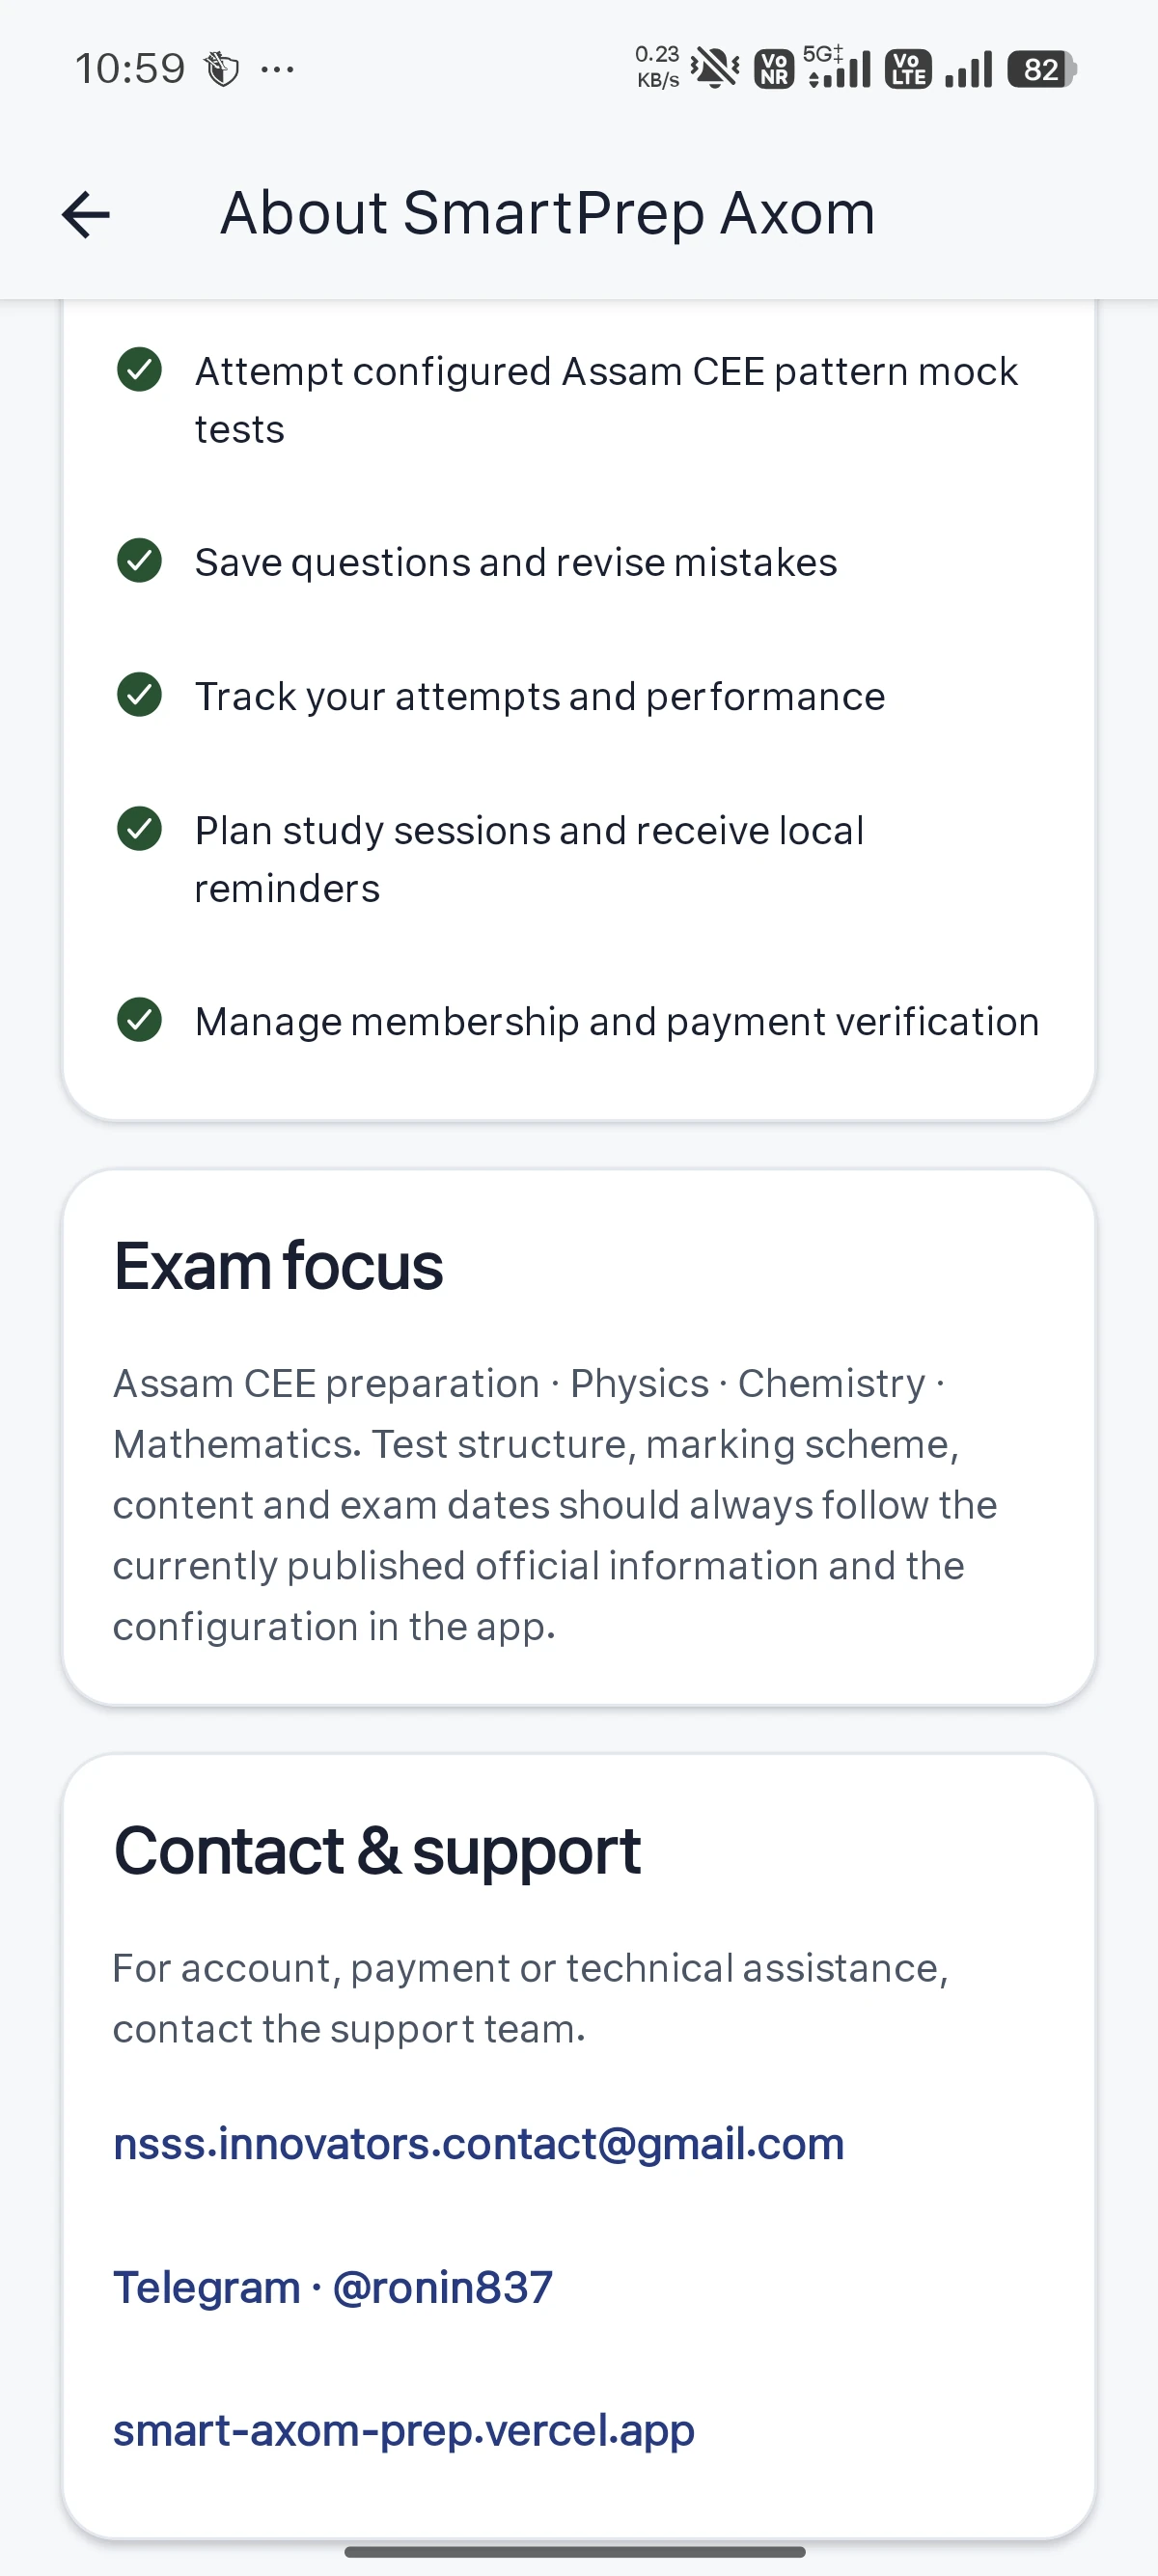 10:59 ...
0.23 KB/s Vo NR 5G‡ Vo LTE 82
About SmartPrep Axom
Attempt configured Assam CEE pattern mock
tests
Save questions and revise mistakes
Track your attempts and performance
Plan study sessions and receive local
reminders
Manage membership and payment verification
Exam focus
Assam CEE preparation · Physics · Chemistry ·
Mathematics. Test structure, marking scheme,
content and exam dates should always follow the
currently published official information and the
configuration in the app.
Contact & support
For account, payment or technical assistance,
contact the support team.
nsss.innovators.contact@gmail.com
Telegram · @ronin837
smart-axom-prep.vercel.app